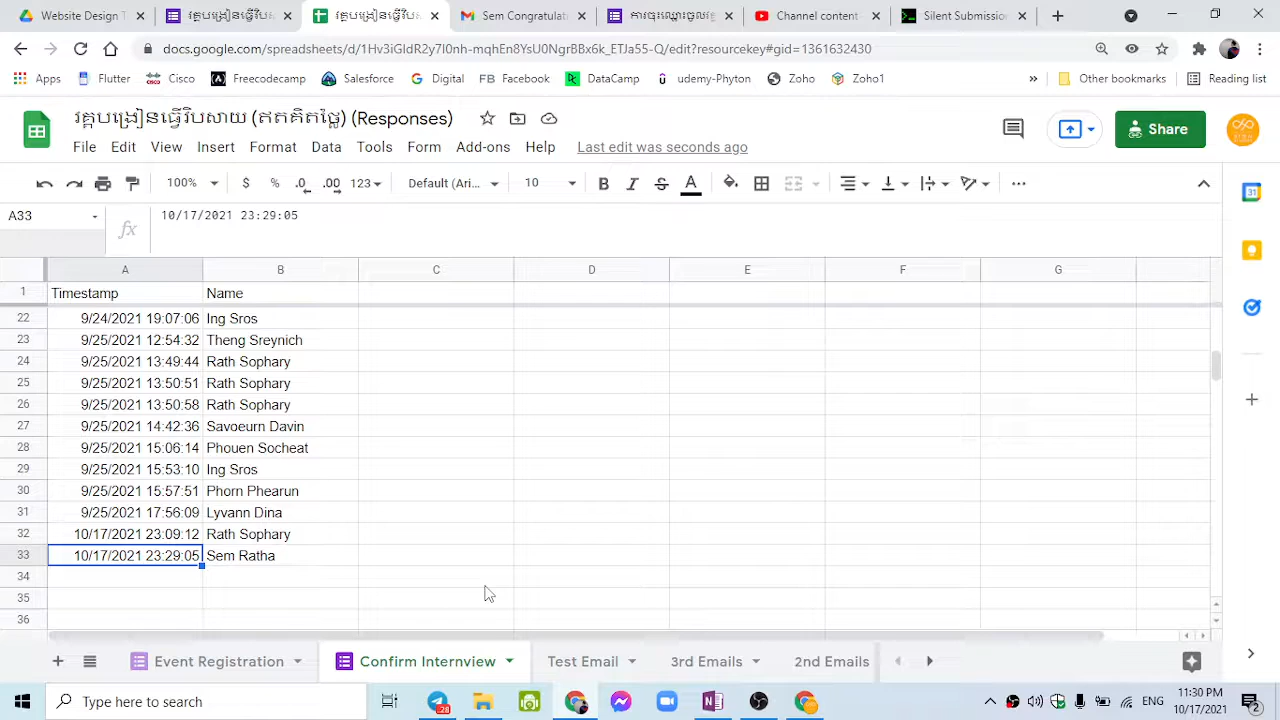 Website Design T
Sem Congratulat
Channel content
Silent Submissio
docs.google.com/spreadsheets/d/1Hv3iGIdR2y7I0nh-mqhEn8YsU0NgrBBx6k_ETJa55-Q/edit?resourcekey#gid=1361632430
Apps Flutter Cisco Freecodecamp Salesforce Digital Facebook DataCamp udemy-Phyton Zoho Zoho1 » Other bookmarks Reading list
(Responses)
Share
File Edit View Insert Format Data Tools Form Add-ons Help Last edit was seconds ago
100% $ % .0 .00 123 Default (Ari... 10 B I S A
A33 fx 10/17/2021 23:29:05
A B C D E F G
1 Timestamp Name
22 9/24/2021 19:07:06 Ing Sros
23 9/25/2021 12:54:32 Theng Sreynich
24 9/25/2021 13:49:44 Rath Sophary
25 9/25/2021 13:50:51 Rath Sophary
26 9/25/2021 13:50:58 Rath Sophary
27 9/25/2021 14:42:36 Savoeurn Davin
28 9/25/2021 15:06:14 Phouen Socheat
29 9/25/2021 15:53:10 Ing Sros
30 9/25/2021 15:57:51 Phorn Phearun
31 9/25/2021 17:56:09 Lyvann Dina
32 10/17/2021 23:09:12 Rath Sophary
33 10/17/2021 23:29:05 Sem Ratha
34
35
36
Event Registration Confirm Internview Test Email 3rd Emails 2nd Emails
Type here to search
28
11:30 PM
10/17/2021
2